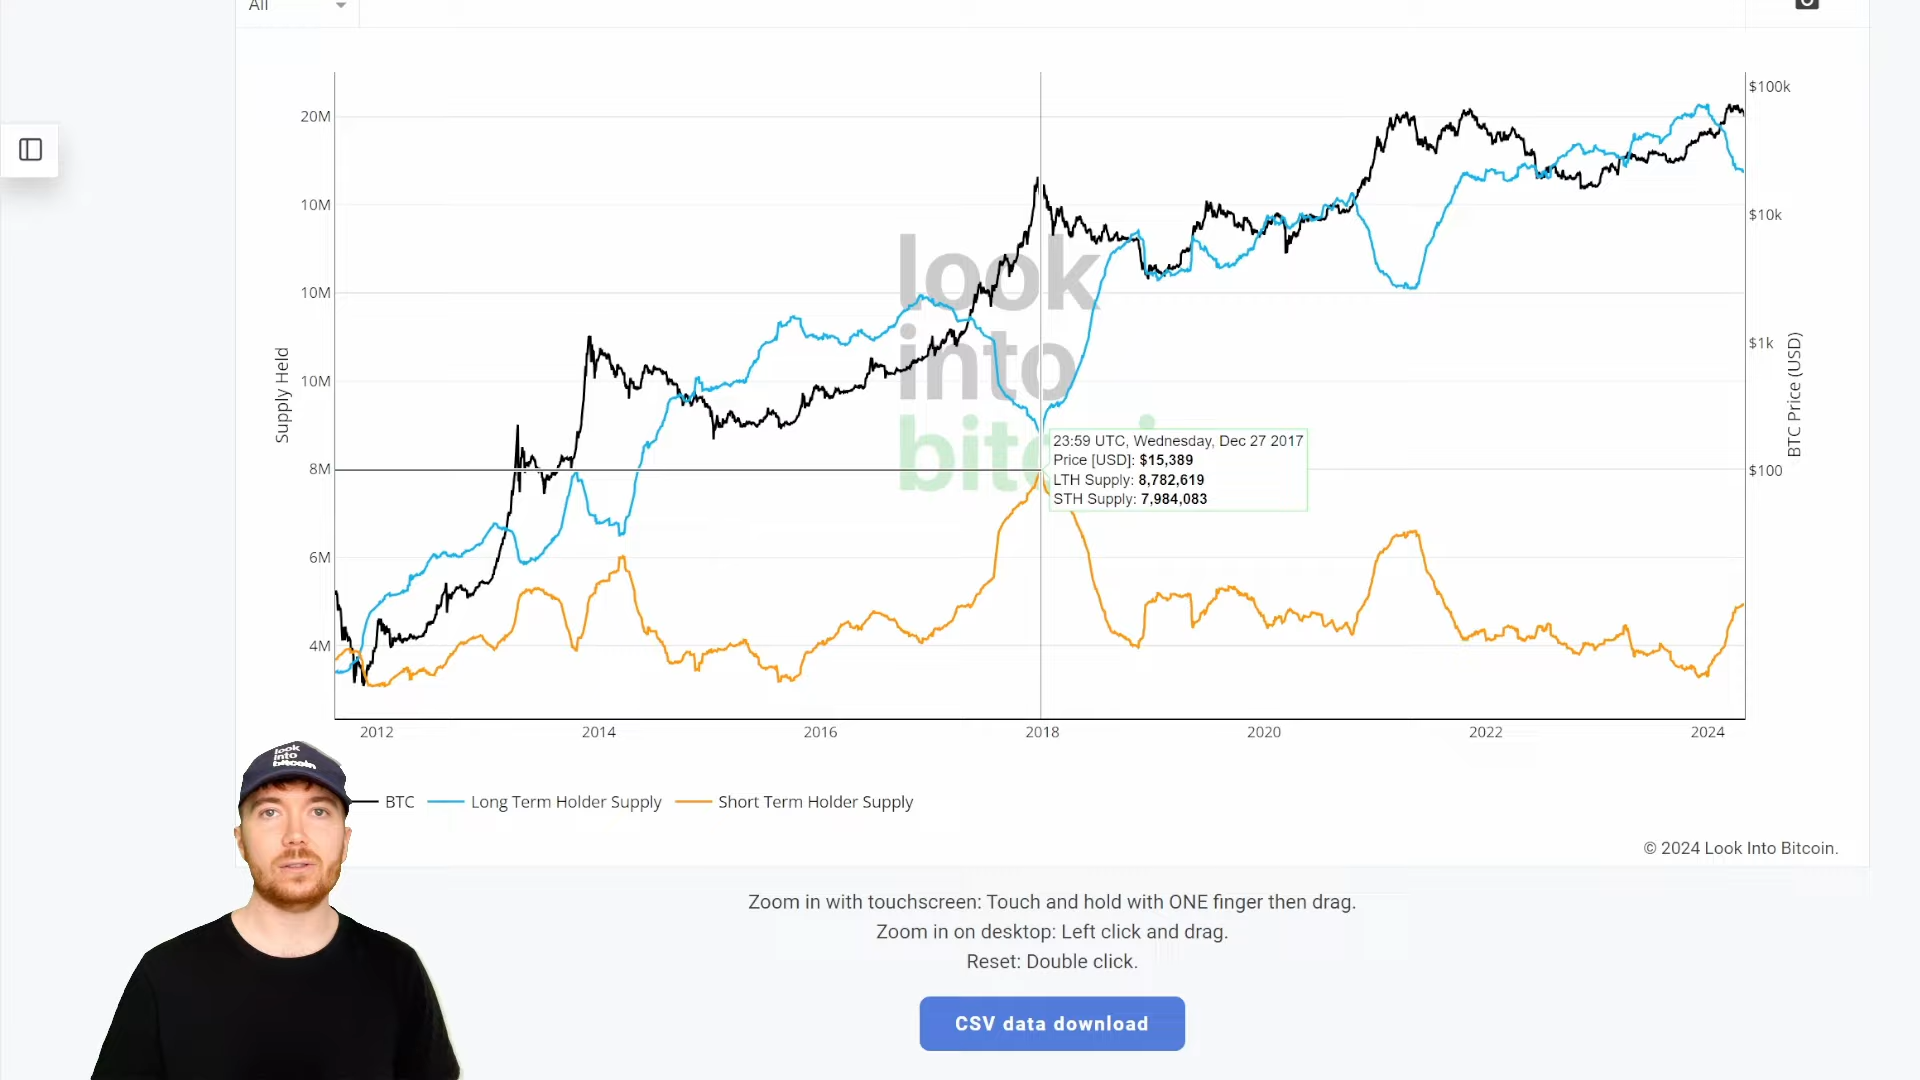 All
20M
10M
10M
10M
8M
6M
4M
Supply Held
$100k
$10k
$1k
$100
BTC Price (USD)
look
into
bitc
23:59 UTC, Wednesday, Dec 27 2017
Price [USD]: $15,389
LTH Supply: 8,782,619
STH Supply: 7,984,083
2012
2014
2016
2018
2020
2022
2024
BTC
Long Term Holder Supply
Short Term Holder Supply
look
into
bitcoin
© 2024 Look Into Bitcoin.
Zoom in with touchscreen: Touch and hold with ONE finger then drag.
Zoom in on desktop: Left click and drag.
Reset: Double click.
CSV data download